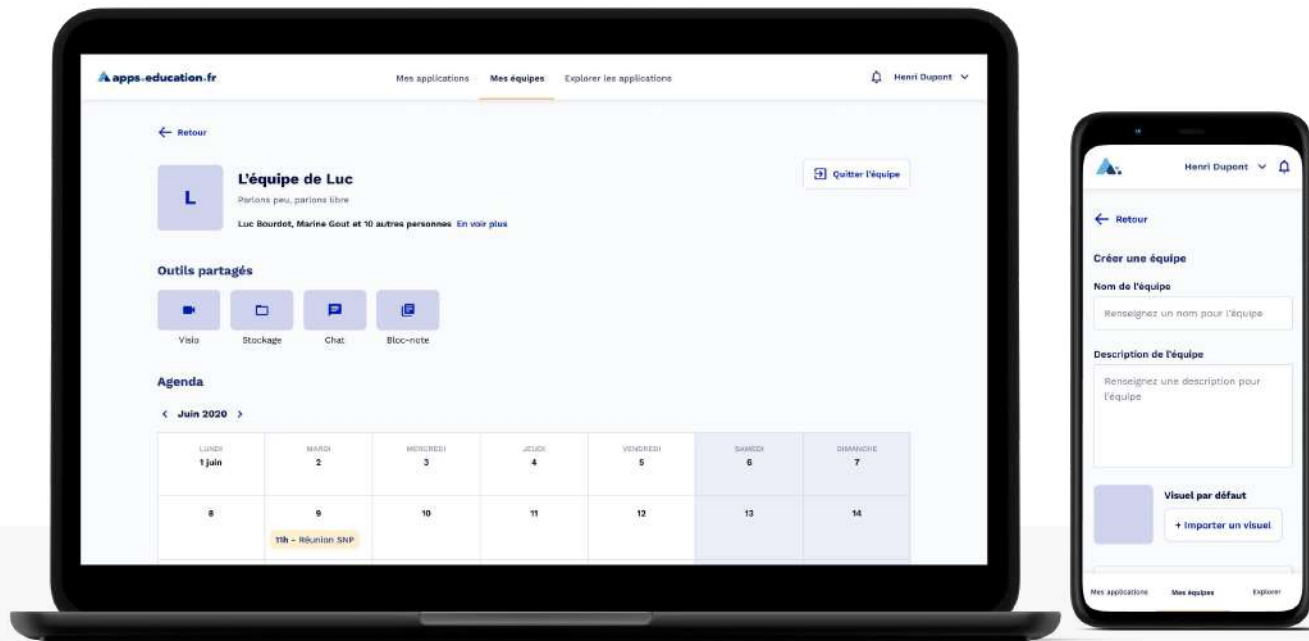 apps.education.fr
Mes applications Mes équipes Explorer les applications
Henri Dupont
← Retour
L
L'équipe de Luc
Parlons peu, parlons libre
Luc Bourdot, Marine Gout et 10 autres personnes En voir plus
Quitter l'équipe
Outils partagés
Visio Stockage Chat Bloc-note
Agenda
< Juin 2020 >
LUNDI MARDI MERCREDI JEUDI VENDREDI SAMEDI DIMANCHE
1 juin 2 3 4 5 6 7
8 9 10 11 12 13 14
11h - Réunion SNP
Henri Dupont
← Retour
Créer une équipe
Nom de l'équipe
Renseignez un nom pour l'équipe
Description de l'équipe
Renseignez une description pour
l'équipe
Visuel par défaut
+ Importer un visuel
Mes applications Mes équipes Explorer